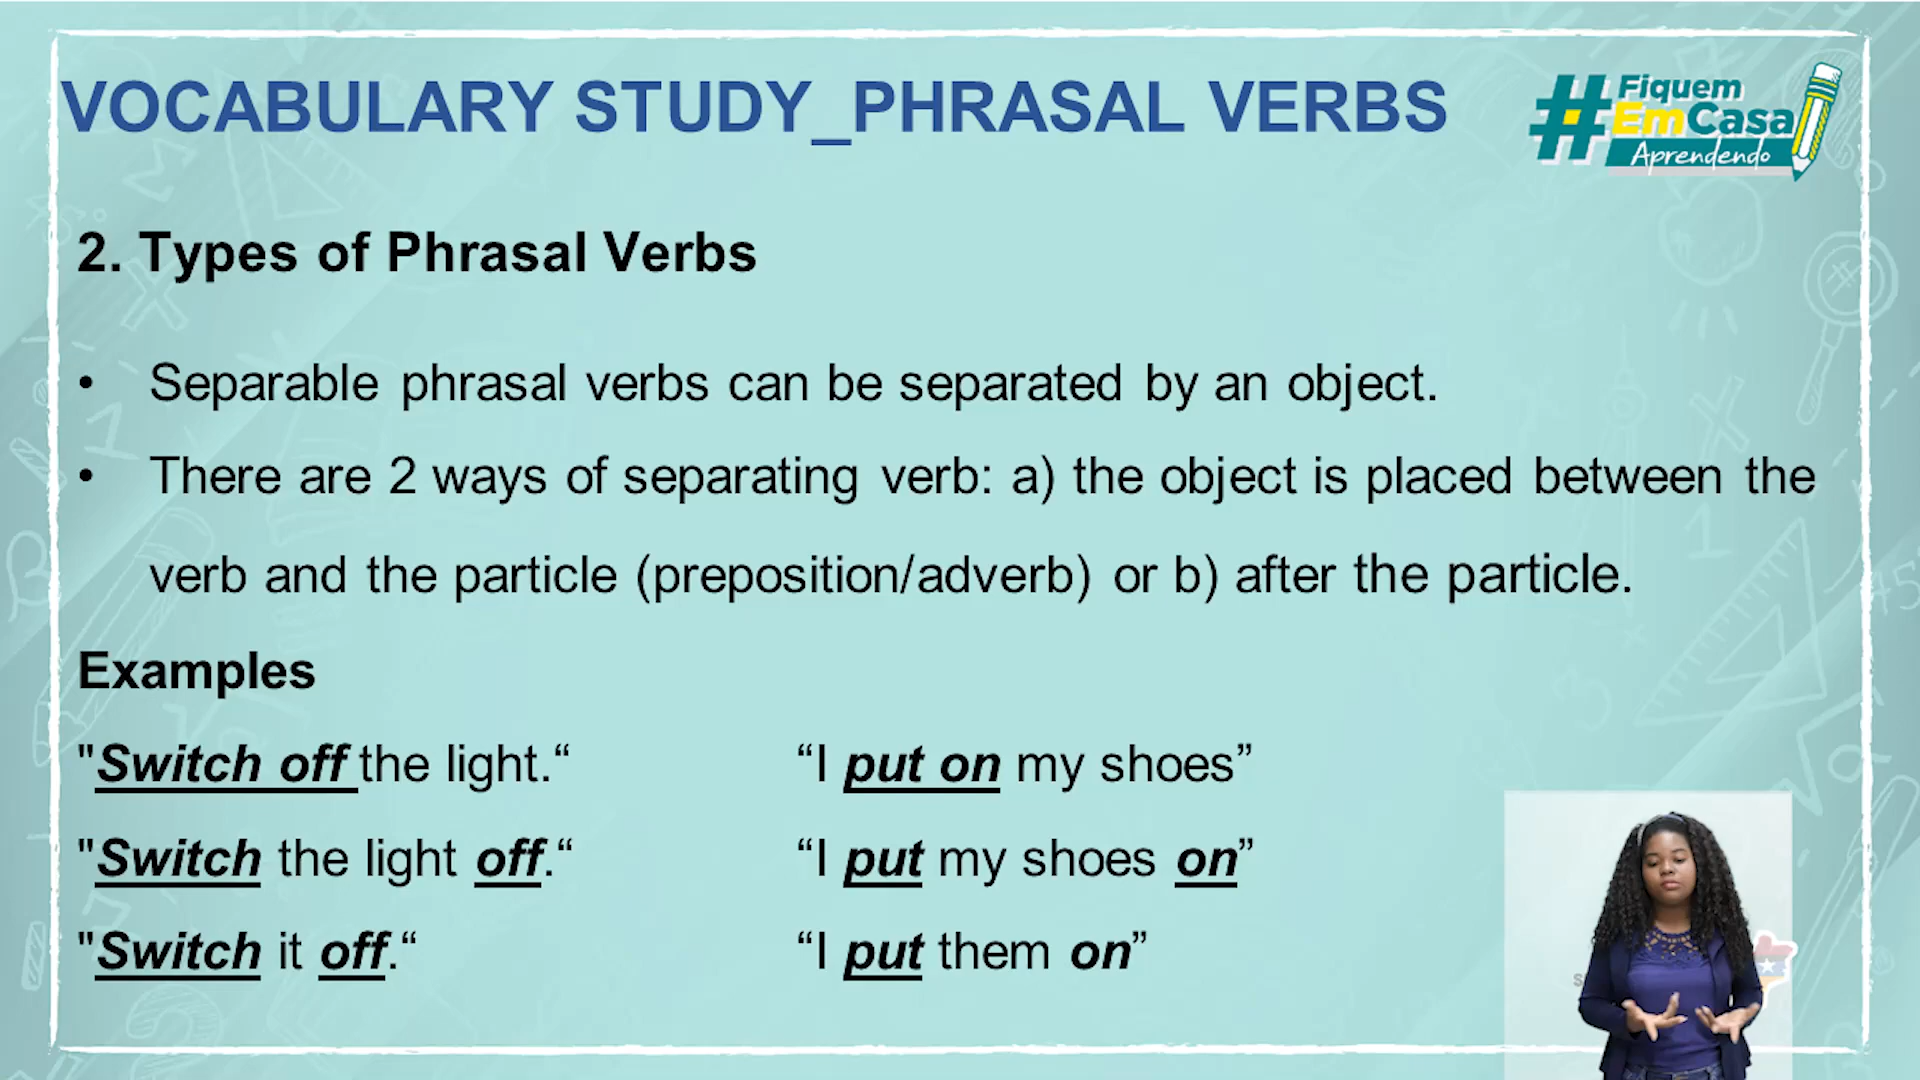 VOCABULARY STUDY_PHRASAL VERBS
#Fiquem
EmCasa
Aprendendo
2. Types of Phrasal Verbs
• Separable phrasal verbs can be separated by an object.
• There are 2 ways of separating verb: a) the object is placed between the
verb and the particle (preposition/adverb) or b) after the particle.
Examples
"Switch off the light.“ “I put on my shoes”
"Switch the light off.“ “I put my shoes on”
"Switch it off.“ “I put them on”